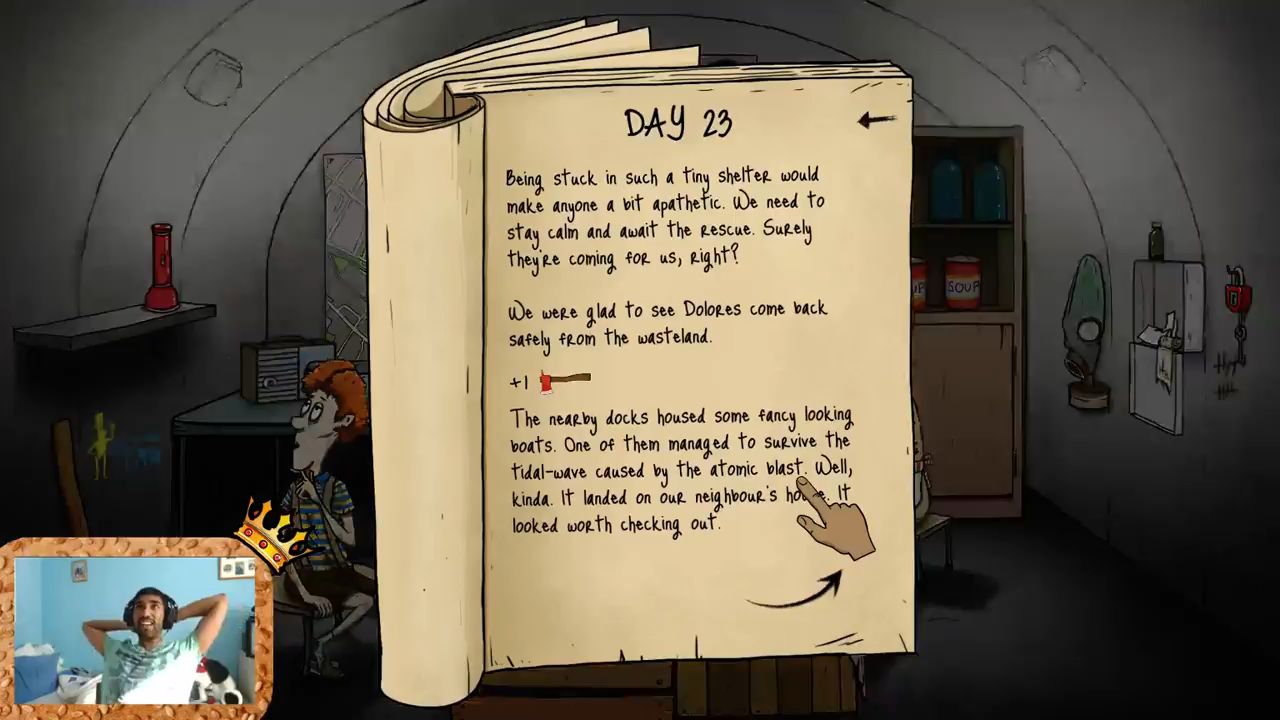 DAY 23
Being stuck in such a tiny shelter would
make anyone a bit apathetic. We need to
stay calm and await the rescue. Surely
they're coming for us, right?
We were glad to see Dolores come back
safely from the wasteland.
+1
The nearby docks housed some fancy looking
boats. One of them managed to survive the
tidal-wave caused by the atomic blast. Well,
kinda. It landed on our neighbour's It
looked worth checking out.
SOUP